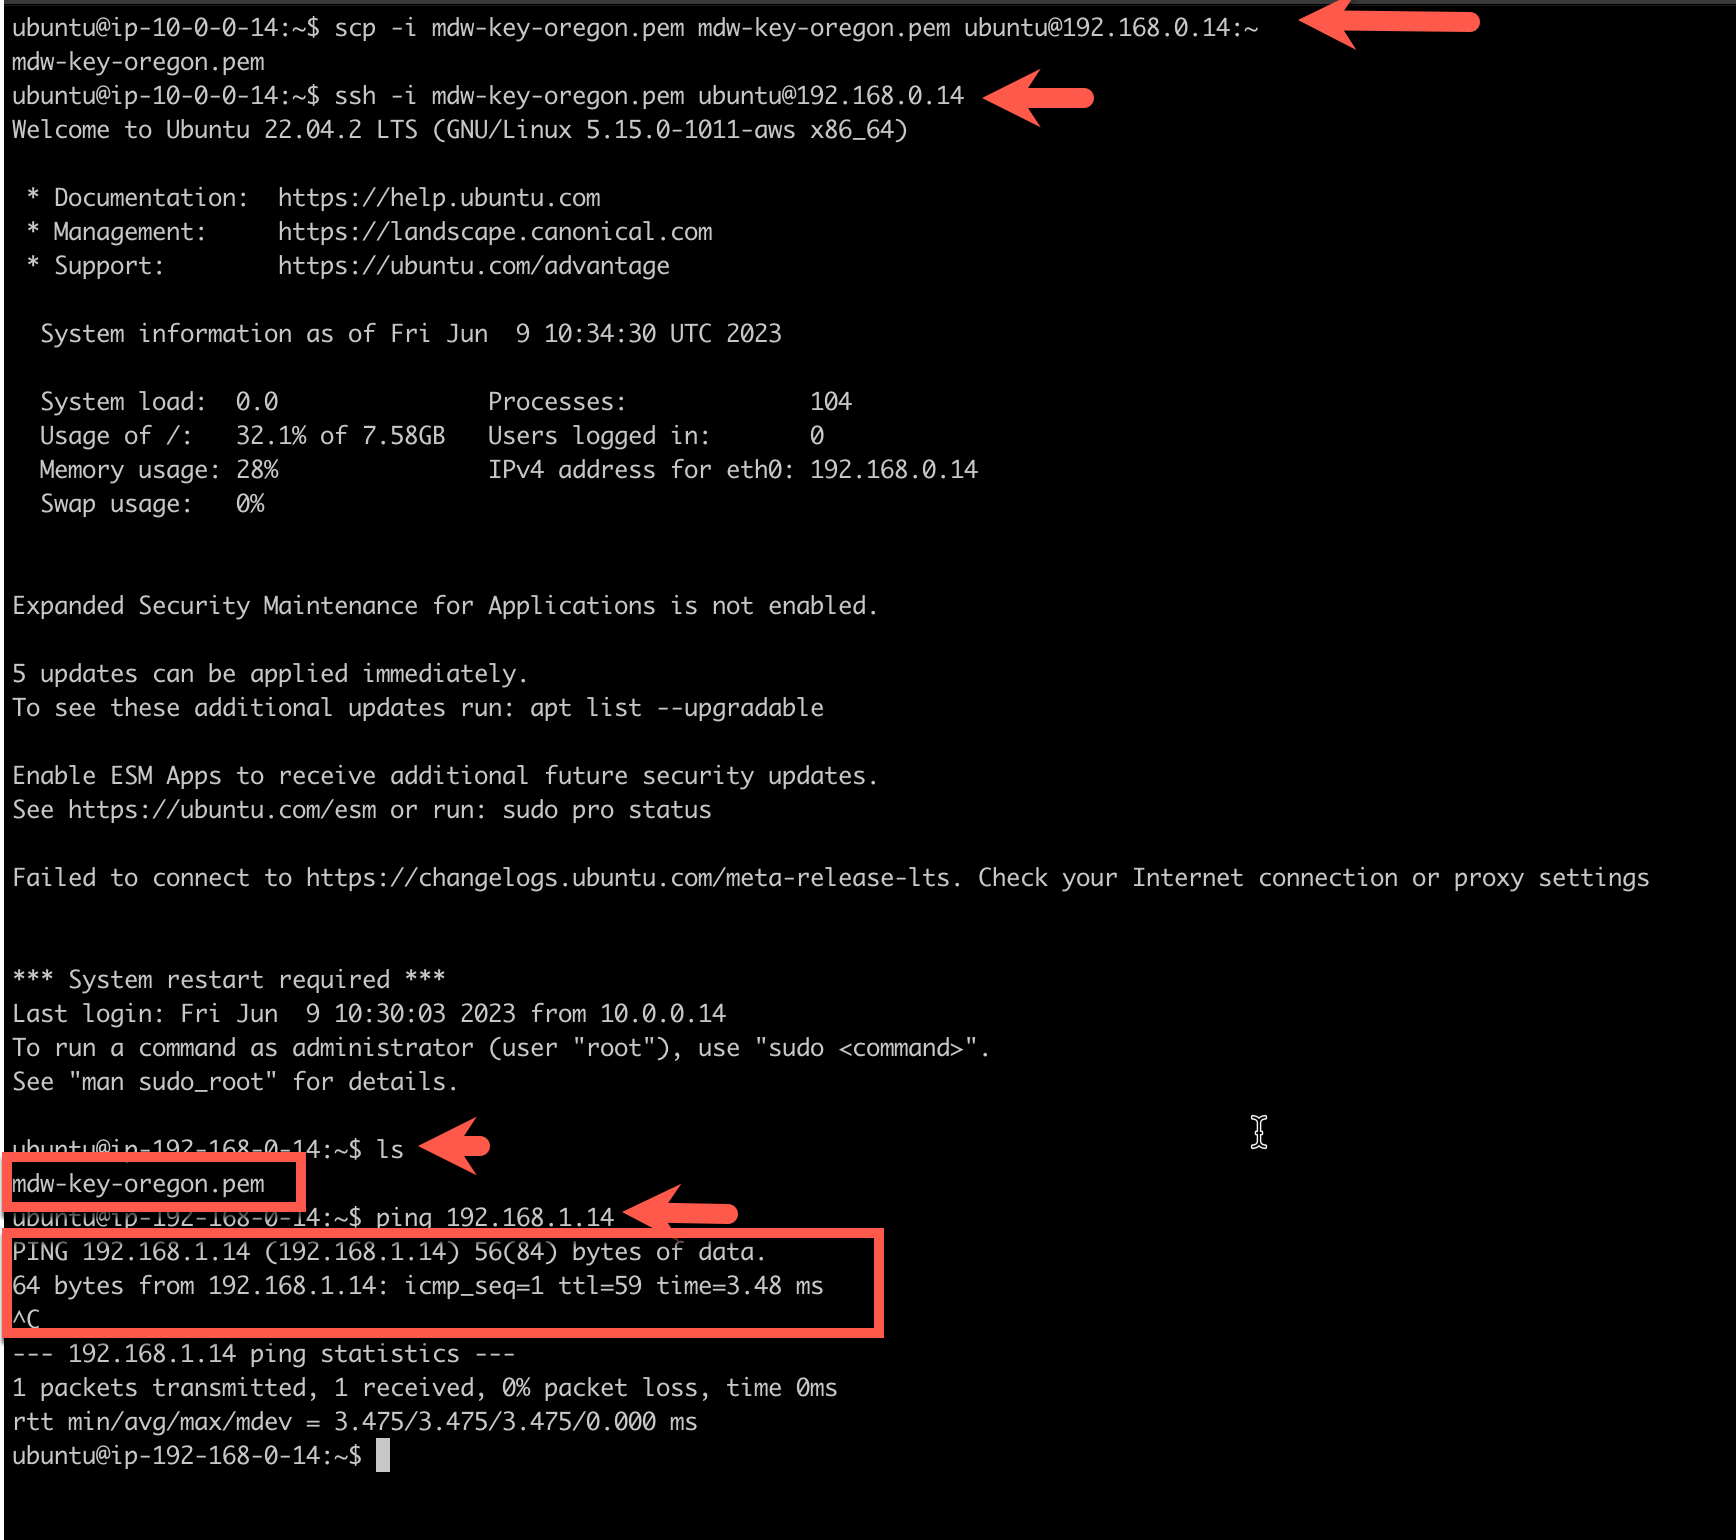 ubuntu@ip-10-0-0-14:~$ scp -i mdw-key-oregon.pem mdw-key-oregon.pem ubuntu@192.168.0.14:~
mdw-key-oregon.pem
ubuntu@ip-10-0-0-14:~$ ssh -i mdw-key-oregon.pem ubuntu@192.168.0.14
Welcome to Ubuntu 22.04.2 LTS (GNU/Linux 5.15.0-1011-aws x86_64)
* Documentation:  https://help.ubuntu.com
* Management:     https://landscape.canonical.com
* Support:        https://ubuntu.com/advantage
System information as of Fri Jun  9 10:34:30 UTC 2023
System load:  0.0               Processes:             104
Usage of /:   32.1% of 7.58GB   Users logged in:       0
Memory usage: 28%               IPv4 address for eth0: 192.168.0.14
Swap usage:   0%
Expanded Security Maintenance for Applications is not enabled.
5 updates can be applied immediately.
To see these additional updates run: apt list --upgradable
Enable ESM Apps to receive additional future security updates.
See https://ubuntu.com/esm or run: sudo pro status
Failed to connect to https://changelogs.ubuntu.com/meta-release-lts. Check your Internet connection or proxy settings
*** System restart required ***
Last login: Fri Jun  9 10:30:03 2023 from 10.0.0.14
To run a command as administrator (user "root"), use "sudo <command>".
See "man sudo_root" for details.
ubuntu@ip-192-168-0-14:~$ ls
mdw-key-oregon.pem
ubuntu@ip-192-168-0-14:~$ ping 192.168.1.14
PING 192.168.1.14 (192.168.1.14) 56(84) bytes of data.
64 bytes from 192.168.1.14: icmp_seq=1 ttl=59 time=3.48 ms
^C
--- 192.168.1.14 ping statistics ---
1 packets transmitted, 1 received, 0% packet loss, time 0ms
rtt min/avg/max/mdev = 3.475/3.475/3.475/0.000 ms
ubuntu@ip-192-168-0-14:~$